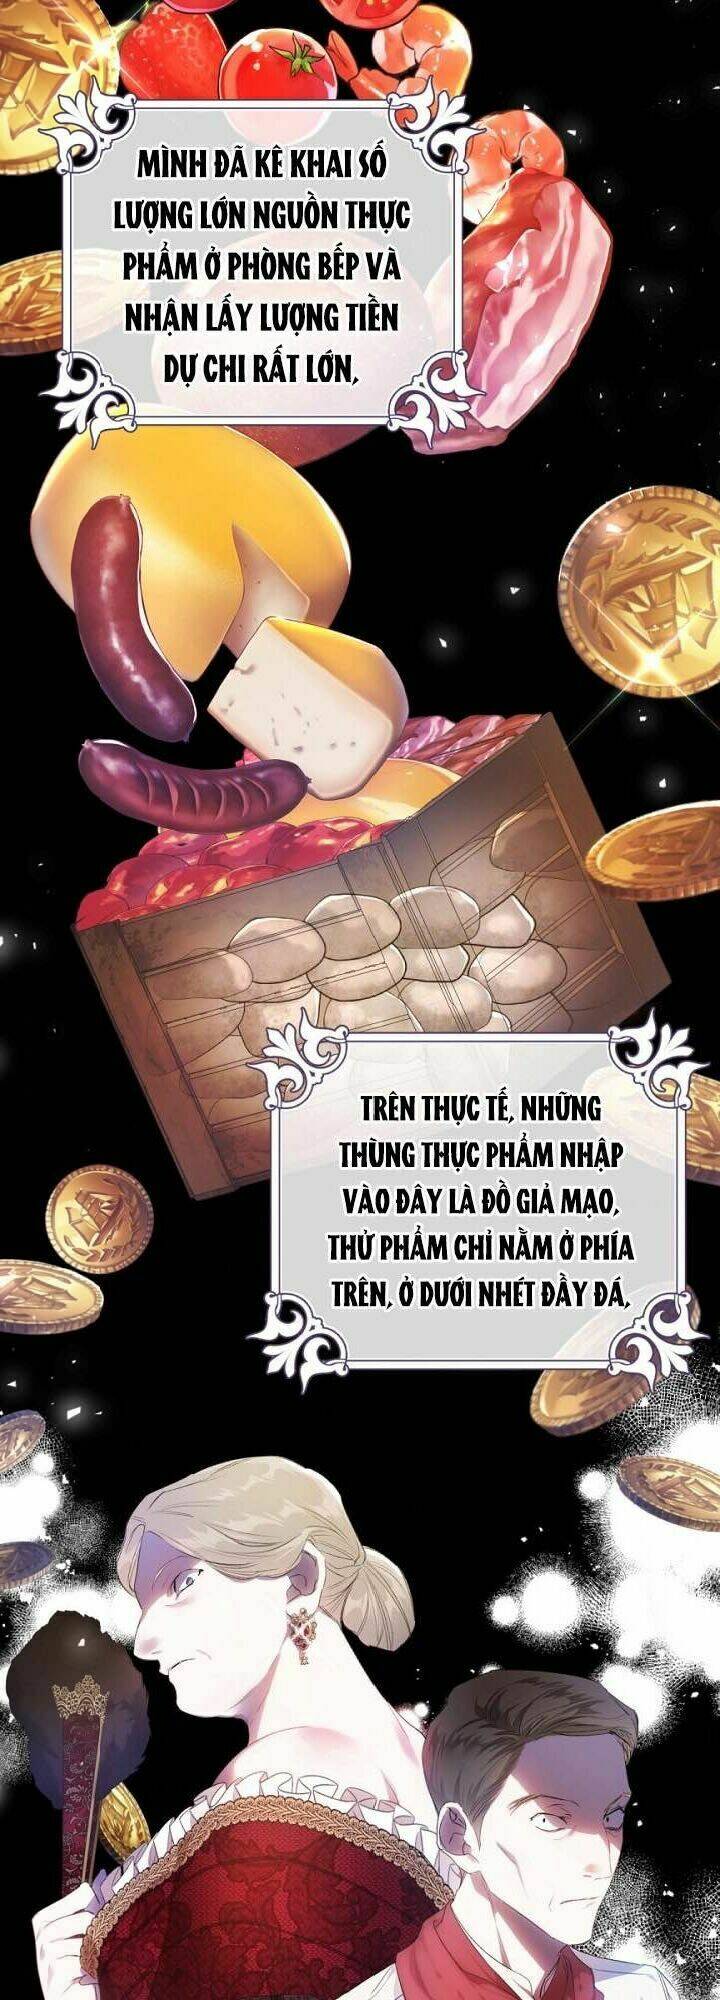 MÌNH ĐÃ KÊ KHAI SỐ
LƯỢNG LỚN NGUỒN THỰC
PHẨM Ở PHÒNG BẾP VÀ
NHẬN LẤY LƯỢNG TIỀN
DỰ CHI RẤT LỚN,
TRÊN THỰC TẾ, NHỮNG
THÙNG THỰC PHẨM NHẬP
VÀO ĐÂY LÀ ĐỒ GIẢ MẠO,
THỬ PHẨM CHỈ NẰM Ở PHÍA
TRÊN, Ở DƯỚI NHÉT ĐẦY ĐÁ,